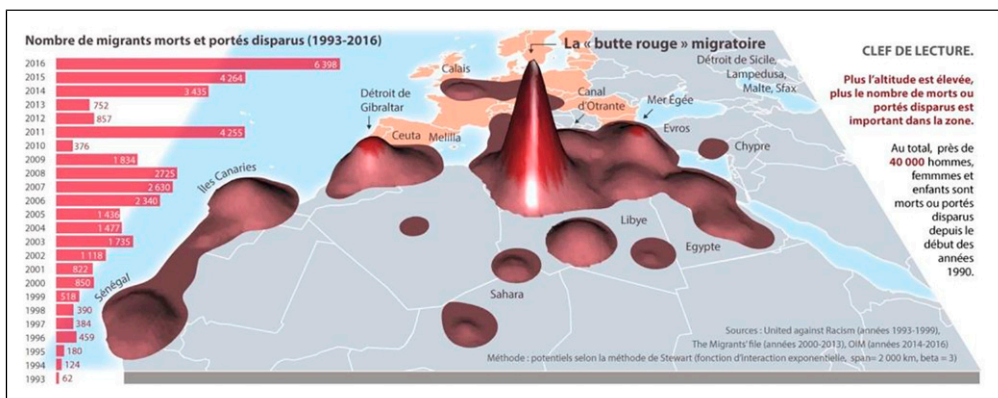 Nombre de migrants morts et portés disparus (1993-2016)
2016 6 398
2015 4 264
2014 3 435
2013 752
2012 857
2011 4 255
2010 376
2009 1 834
2008 2725
2007 2 630
2006 2 340
2005 1 436
2004 1 477
2003 1 735
2002 1 118
2001 822
2000 850
1999 518
1998 390
1997 384
1996 459
1995 180
1994 124
1993 62
La « butte rouge » migratoire
Calais
Détroit de
Gibraltar
Ceuta
Melilla
Îles Canaries
Sénégal
Canal
d'Otrante
Mer Égée
Evros
Détroit de Sicile,
Lampedusa,
Malte, Sfax
Chypre
Libye
Egypte
Sahara
CLEF DE LECTURE.
Plus l'altitude est élevée,
plus le nombre de morts ou
portés disparus est
important dans la zone.
Au total, près de
40 000 hommes,
femmmes et
enfants sont
morts ou portés
disparus
depuis le
début des
années
1990.
Sources : United against Racism (années 1993-1999),
The Migrants' file (années 2000-2013), OIM (années 2014-2016)
Méthode : potentiels selon la méthode de Stewart (fonction d'interaction exponentielle, span= 2 000 km, beta = 3)